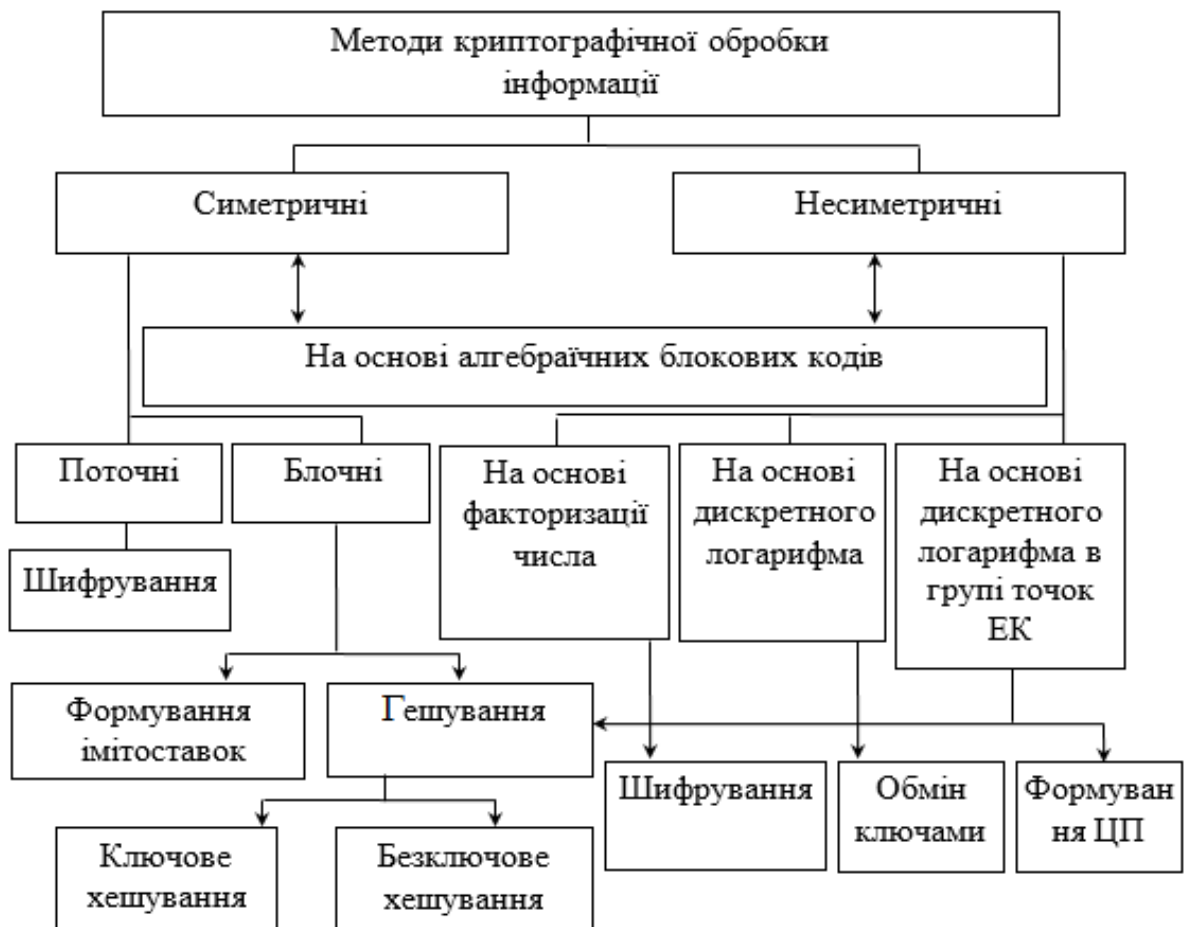 Методи криптографічної обробки
інформації
Симетричні
Несиметричні
На основі алгебраїчних блокових кодів
Поточні
Блочні
На основі
факторизації
числа
На основі
дискретного
логарифма
На основі
дискретного
логарифма в
групі точок
ЕК
Шифрування
Формування
імітоставок
Гешування
Шифрування
Обмін
ключами
Формуван
ня ЦП
Ключове
хешування
Безключове
хешування